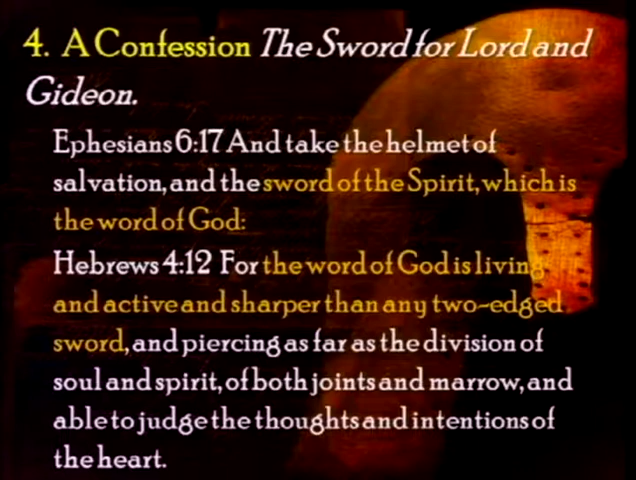 4. A Confession The Sword for Lord and
Gideon.
Ephesians 6:17 And take the helmet of
salvation, and the sword of the Spirit, which is
the word of God:
Hebrews 4:12 For the word of God is living
and active and sharper than any two-edged
sword, and piercing as far as the division of
soul and spirit, of both joints and marrow, and
able to judge the thoughts and intentions of
the heart.